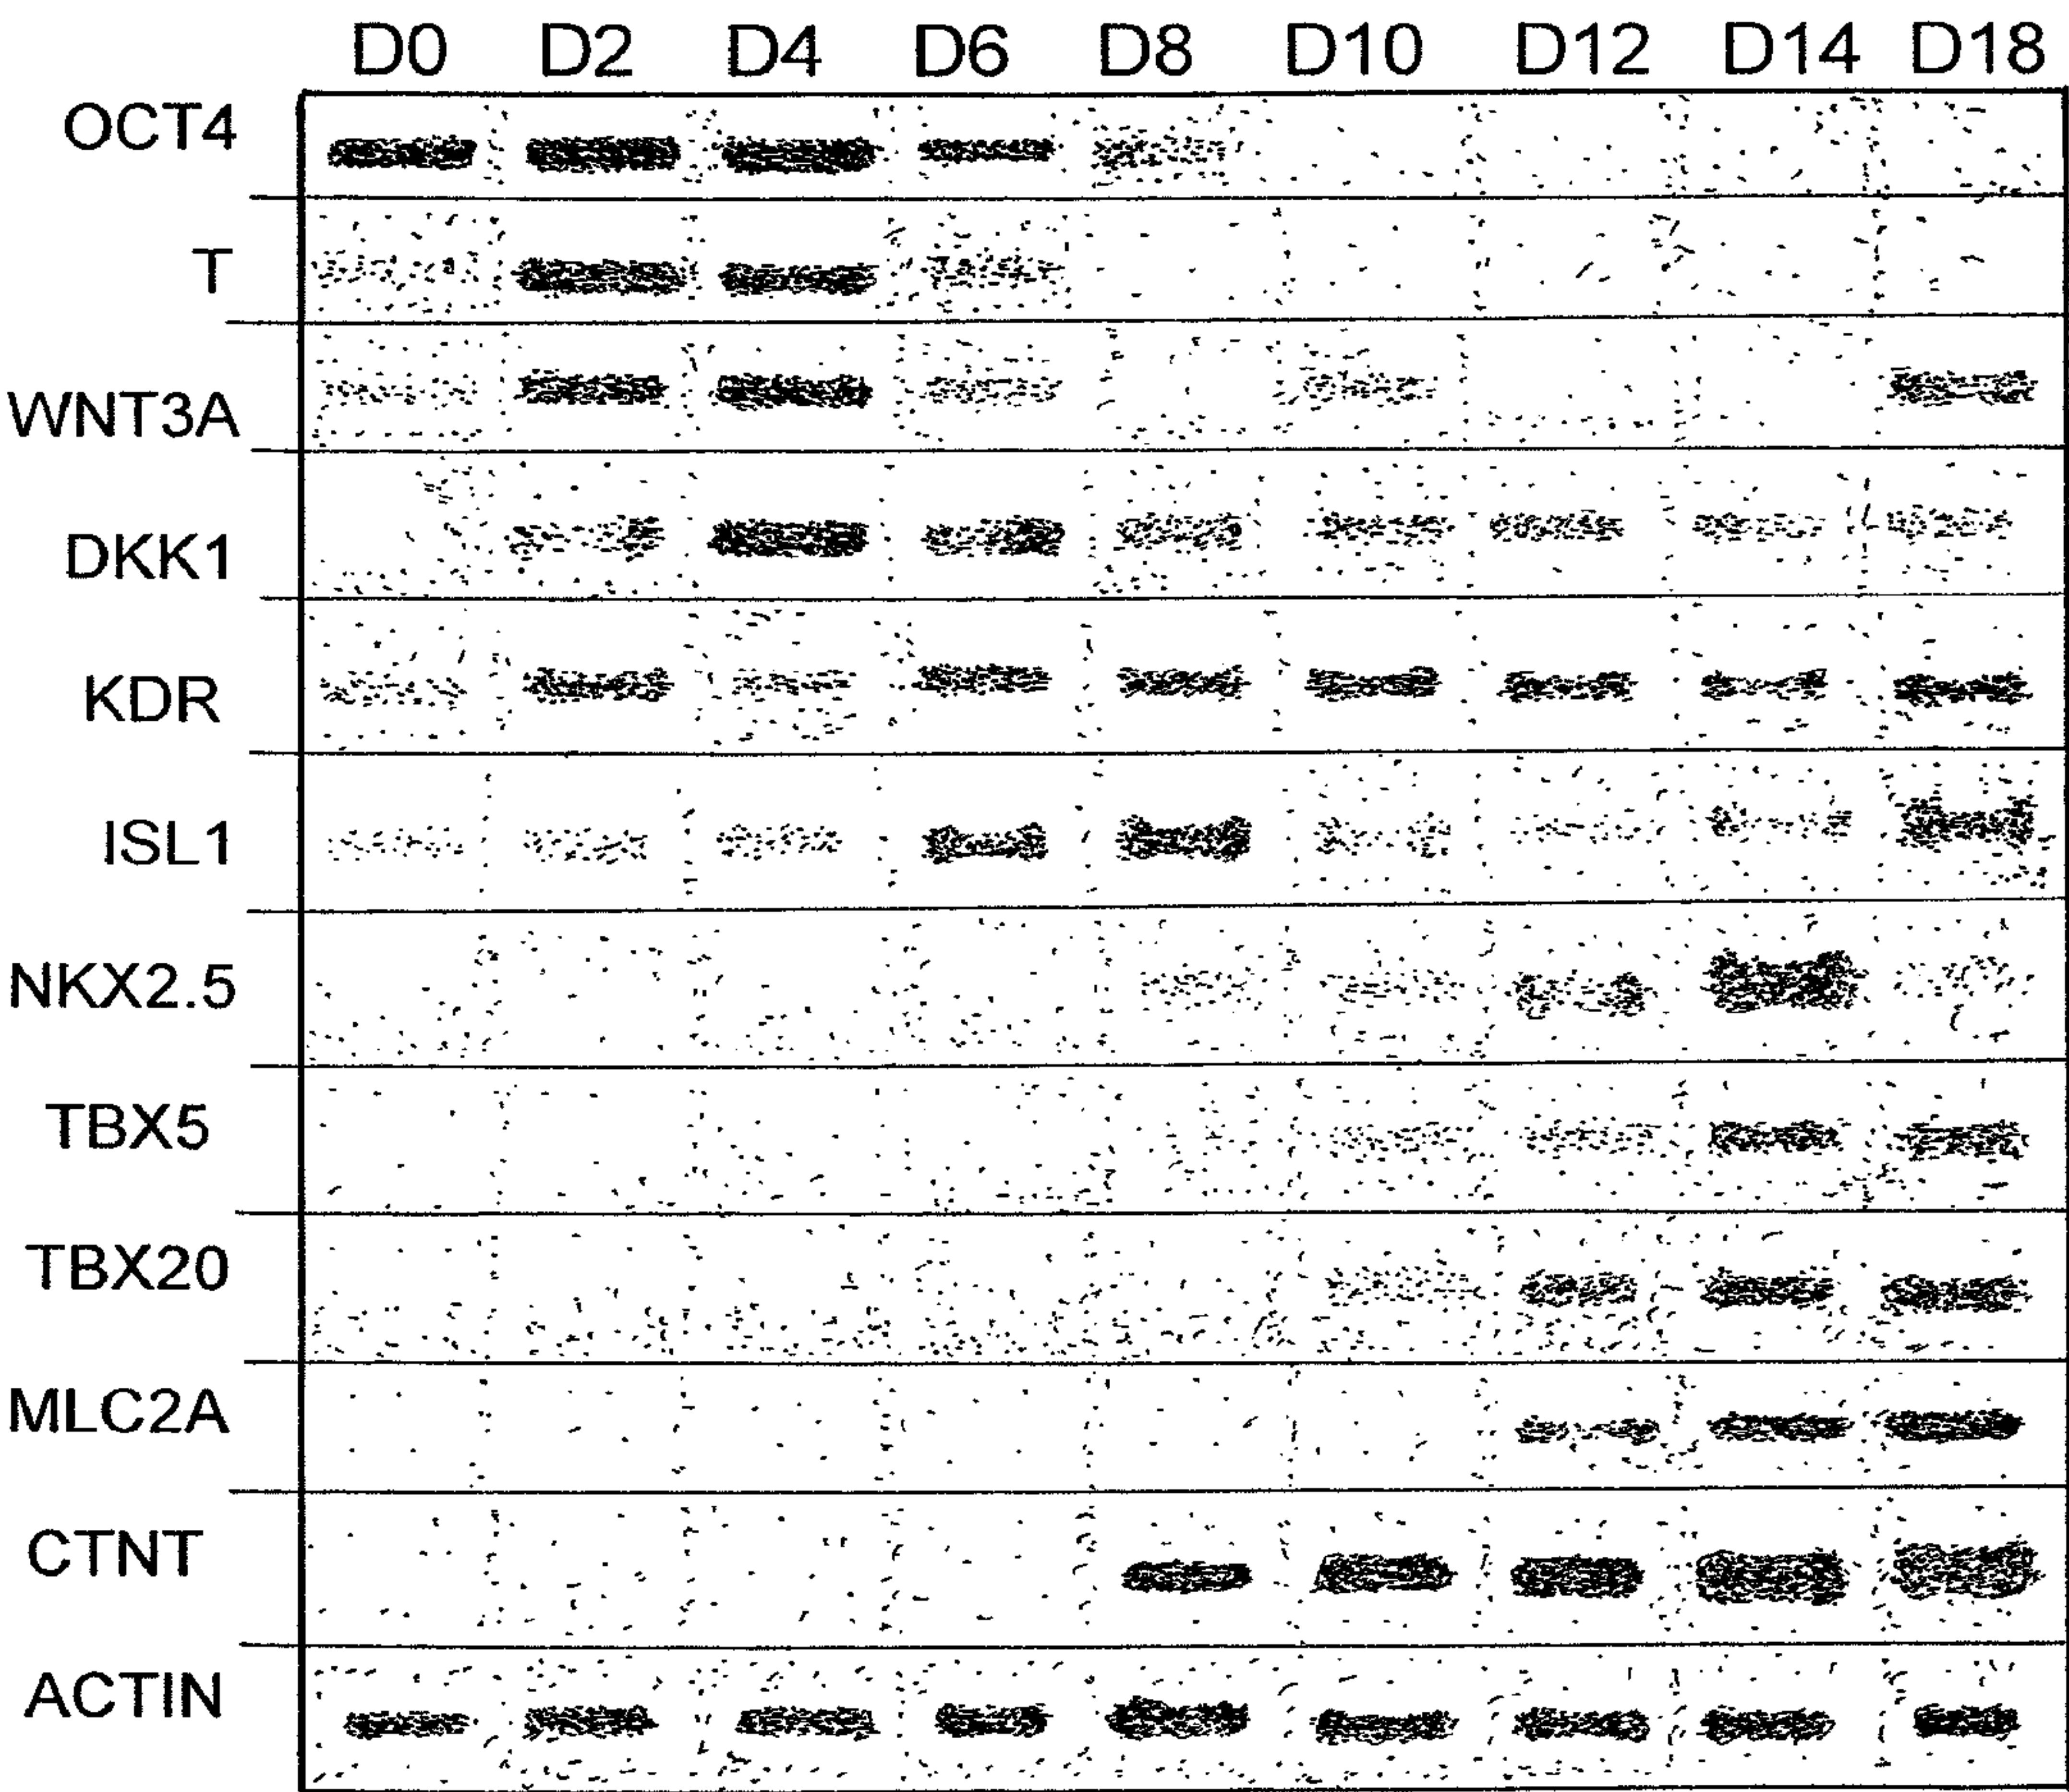 D0 D2 D4 D6 D8 D10 D12 D14 D18
OCT4
T
WNT3A
DKK1
KDR
ISL1
NKX2.5
TBX5
TBX20
MLC2A
CTNT
ACTIN